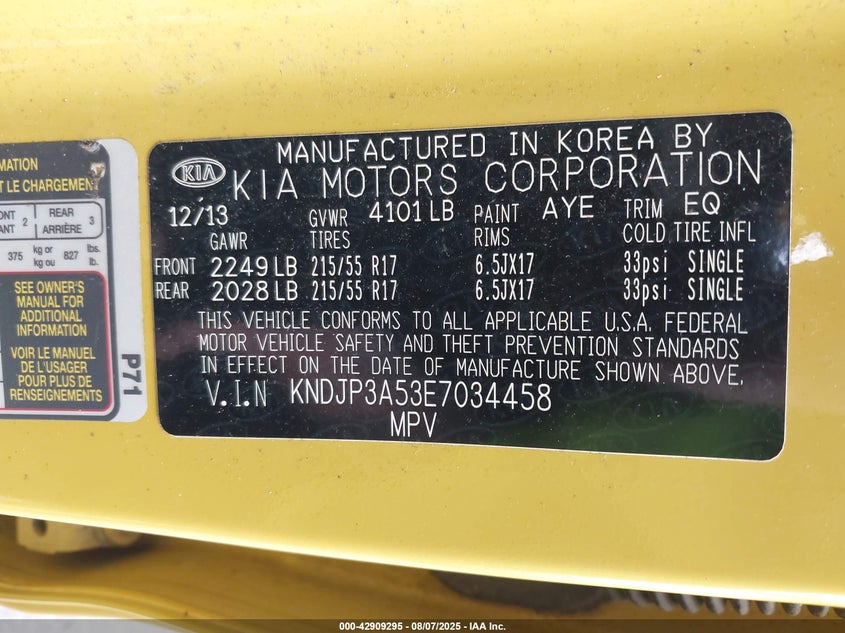 MATION
T LE CHARGEMENT
ONT 2 REAR 3
ANT ARRIÈRE
375 kg or 827 lbs.
kg ou lb.
SEE OWNER'S
MANUAL FOR
ADDITIONAL
INFORMATION
VOIR LE MANUEL
DE L'USAGER
POUR PLUS DE
RENSEIGNEMENTS
P71
KIA
MANUFACTURED IN KOREA BY
KIA MOTORS CORPORATION
12/13 GVWR 4101 LB PAINT AYE TRIM EQ
GAWR TIRES RIMS COLD TIRE INFL
FRONT 2249 LB 215/55 R17 6.5JX17 33psi SINGLE
REAR 2028 LB 215/55 R17 6.5JX17 33psi SINGLE
THIS VEHICLE CONFORMS TO ALL APPLICABLE U.S.A. FEDERAL
MOTOR VEHICLE SAFETY AND THEFT PREVENTION STANDARDS
IN EFFECT ON THE DATE OF MANUFACTURE SHOWN ABOVE.
V.I.N KNDJP3A53E7034458
MPV
000-42909295 - 08/07/2025 - IAA Inc.